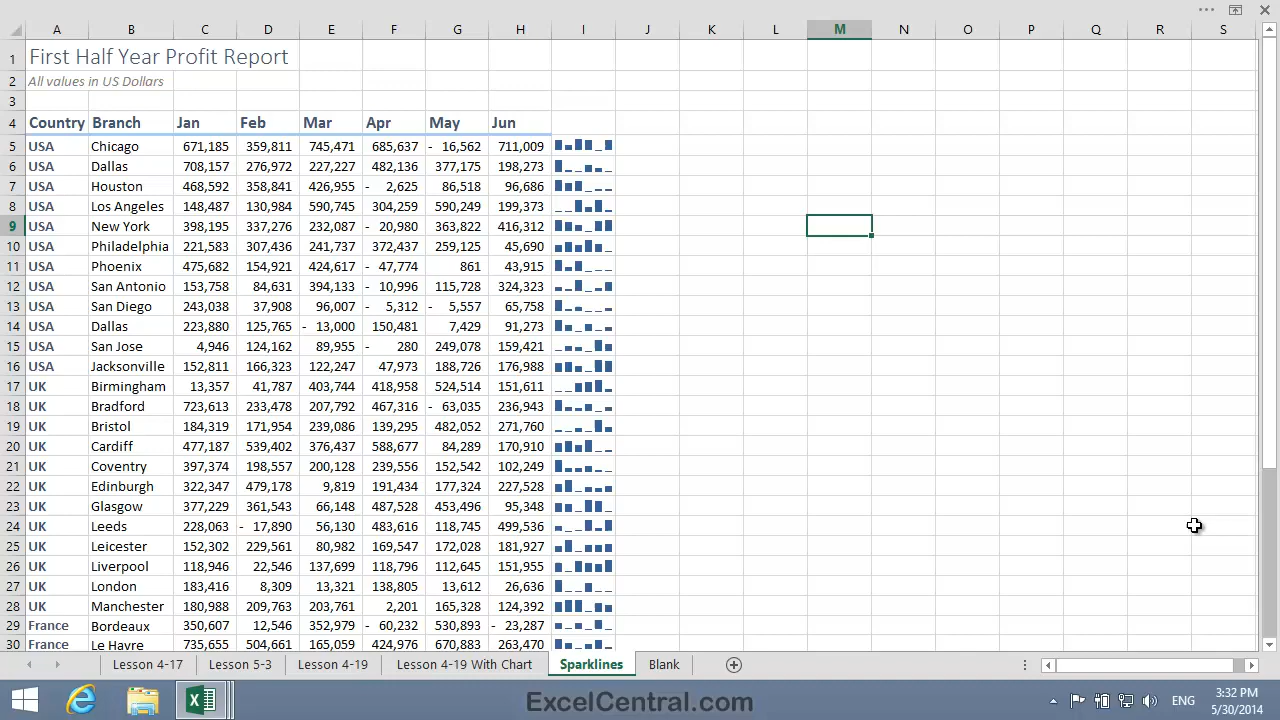 A B C D E F G H I J K L M N O P Q R S
1 First Half Year Profit Report
2 All values in US Dollars
3
4 Country Branch Jan Feb Mar Apr May Jun
5 USA Chicago 671,185 359,811 745,471 685,637 - 16,562 711,009
6 USA Dallas 708,157 276,972 227,227 482,136 377,175 198,273
7 USA Houston 468,592 358,841 426,955 - 2,625 86,518 96,686
8 USA Los Angeles 148,487 130,984 590,745 304,259 590,249 199,373
9 USA New York 398,195 337,276 232,087 - 20,980 363,822 416,312
10 USA Philadelphia 221,583 307,436 241,737 372,437 259,125 45,690
11 USA Phoenix 475,682 154,921 424,617 - 47,774 861 43,915
12 USA San Antonio 153,758 84,631 394,133 - 10,996 115,728 324,323
13 USA San Diego 243,038 37,908 96,007 - 5,312 - 5,557 65,758
14 USA Dallas 223,880 125,765 - 13,000 150,481 7,429 91,273
15 USA San Jose 4,946 124,162 89,955 - 280 249,078 159,421
16 USA Jacksonville 152,811 166,323 122,247 47,973 188,726 176,988
17 UK Birmingham 13,357 41,787 403,744 418,958 524,514 151,611
18 UK Bradford 723,613 233,478 207,792 467,316 - 63,035 236,943
19 UK Bristol 184,319 171,954 239,086 139,295 482,052 271,760
20 UK Cardiff 477,187 539,402 376,437 588,677 84,289 170,910
21 UK Coventry 397,374 198,557 200,128 239,556 152,542 102,249
22 UK Edinburgh 322,347 479,178 9,819 191,434 177,324 227,528
23 UK Glasgow 377,229 361,543 66,148 487,528 453,496 95,348
24 UK Leeds 228,063 - 17,890 56,130 483,616 118,745 499,536
25 UK Leicester 152,302 229,561 80,982 169,547 172,028 181,927
26 UK Liverpool 118,946 22,546 137,699 118,796 112,645 151,955
27 UK London 183,416 8,309 13,321 138,805 13,612 26,636
28 UK Manchester 180,988 209,763 203,761 2,201 165,328 124,392
29 France Bordeaux 350,607 12,546 352,979 - 60,232 530,893 - 23,287
30 France Le Havre 735,655 504,661 165,059 424,976 670,883 263,470
Lesson 4-17 Lesson 5-3 Lesson 4-19 Lesson 4-19 With Chart Sparklines Blank
ExcelCentral.com ENG 3:32 PM
5/30/2014